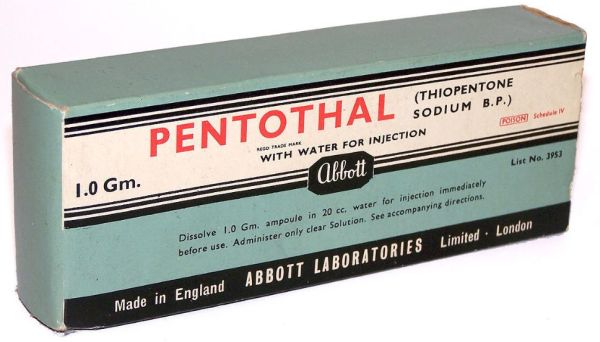 PENTOTHAL (THIOPENTONE
SODIUM B.P.)
REGD TRADE MARK
WITH WATER FOR INJECTION
POISON Schedule IV
1.0 Gm.
Abbott
List No. 3953
Dissolve 1.0 Gm. ampoule in 20 cc. water for injection immediately
before use. Administer only clear Solution. See accompanying directions.
Made in England ABBOTT LABORATORIES Limited · London